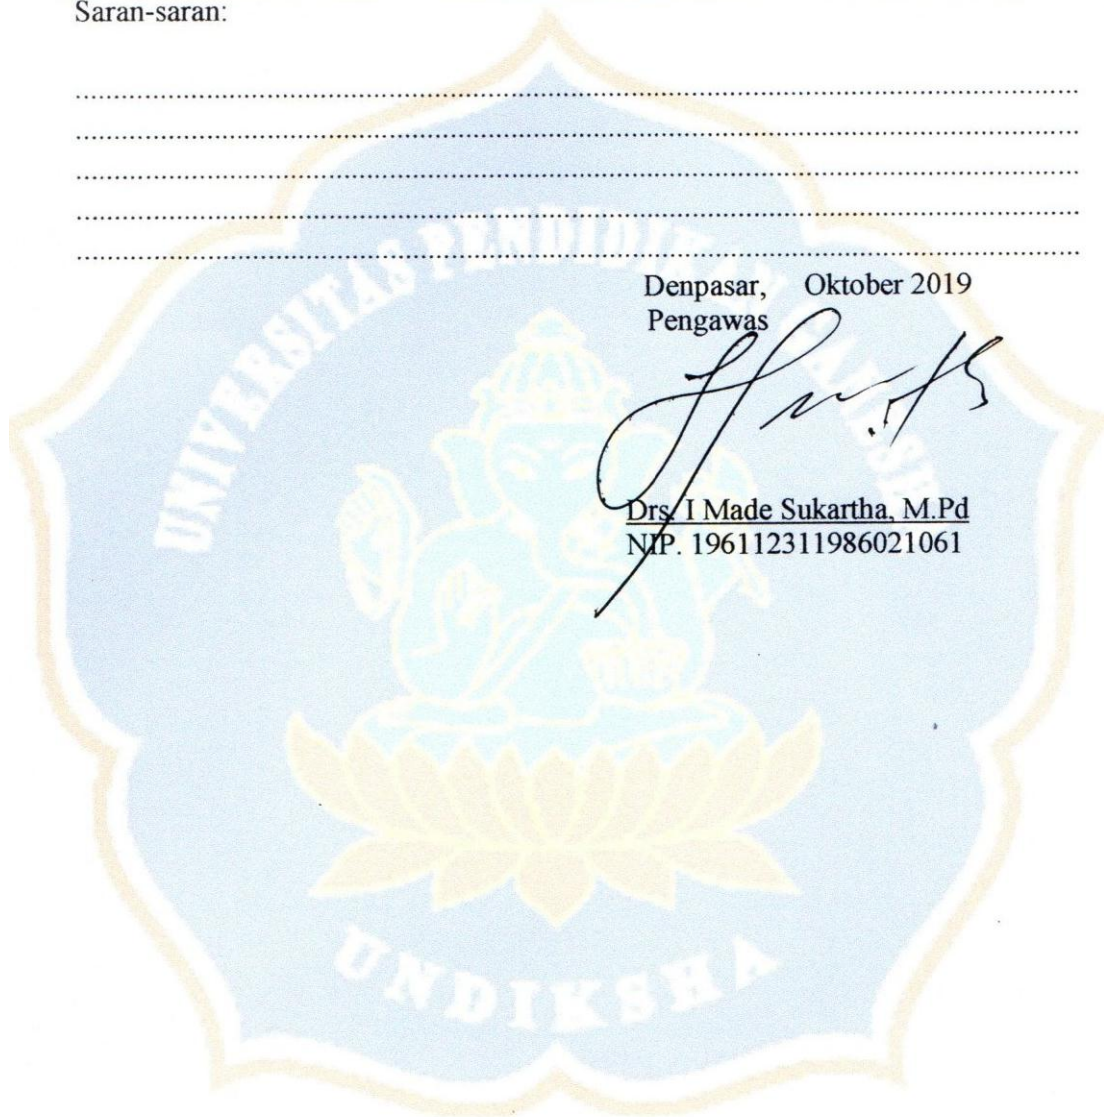 Saran-saran:
........................................................................
........................................................................
........................................................................
........................................................................
........................................................................
Denpasar, Oktober 2019
Pengawas
Drs. I Made Sukartha, M.Pd
NIP. 196112311986021061
UNIVERSITAS PENDIDIKAN GANESHA
UNDIKSHA